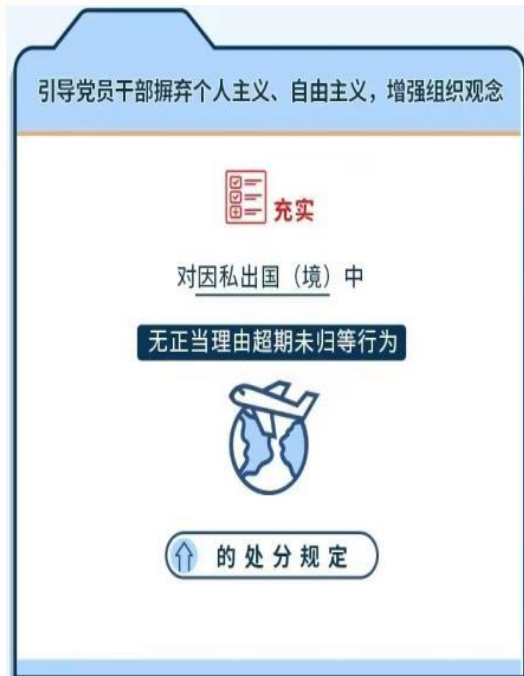 引导党员干部摒弃个人主义、自由主义，增强组织观念
充实
对因私出国（境）中
无正当理由超期未归等行为
的处分规定